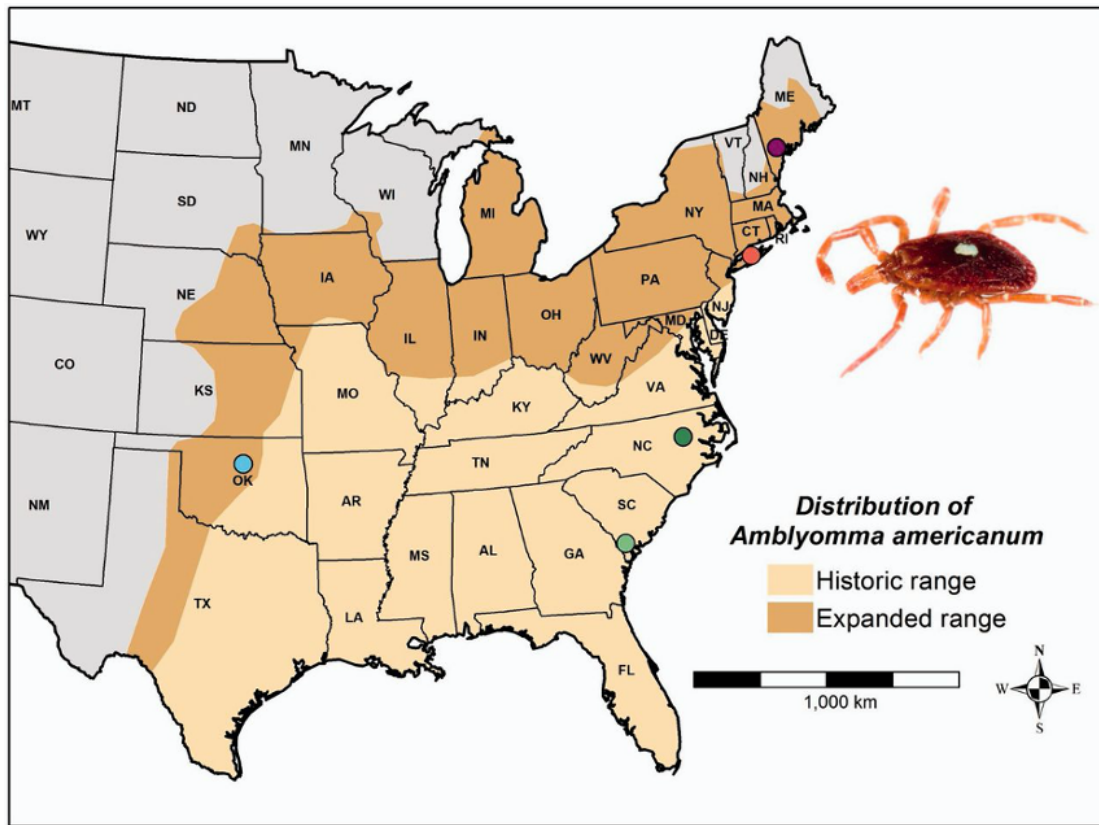 ME
MT
ND
MN
VT
NH
WI
SD
MI
NY
MA
WY
CT
RI
IA
PA
NE
OH
NJ
IL
IN
MD
DE
WV
CO
KS
MO
VA
KY
NC
TN
OK
AR
SC
NM
MS
AL
GA
TX
LA
FL
Distribution of
Amblyomma americanum
Historic range
Expanded range
1,000 km
N
W
E
S